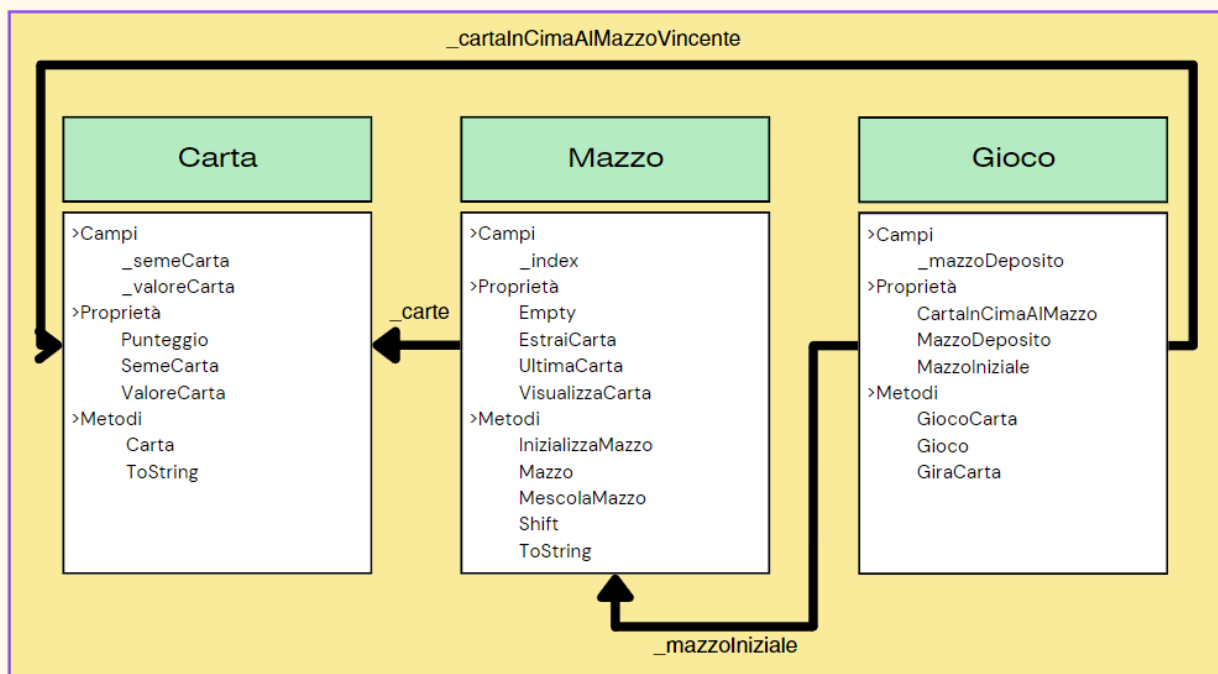 _cartaInCimaAlMazzoVincente
Carta
>Campi
_semeCarta
_valoreCarta
>Proprietà
Punteggio
SemeCarta
ValoreCarta
>Metodi
Carta
ToString
_carte
Mazzo
>Campi
_index
>Proprietà
Empty
EstraiCarta
UltimaCarta
VisualizzaCarta
>Metodi
InizializzaMazzo
Mazzo
MescolaMazzo
Shift
ToString
Gioco
>Campi
_mazzoDeposito
>Proprietà
CartaInCimaAlMazzo
MazzoDeposito
MazzoIniziale
>Metodi
GiocoCarta
Gioco
GiraCarta
_mazzoIniziale